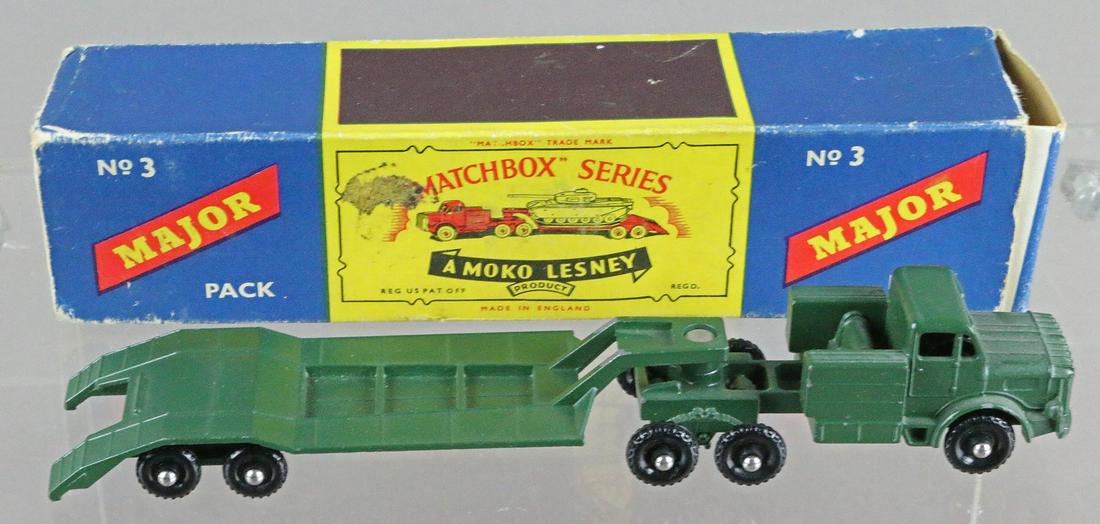 Nº 3
MAJOR
PACK
"MATCHBOX" TRADE MARK
MATCHBOX" SERIES
A MOKO LESNEY
PRODUCT
REG US PAT OFF
REGD.
MADE IN ENGLAND
Nº 3
MAJOR